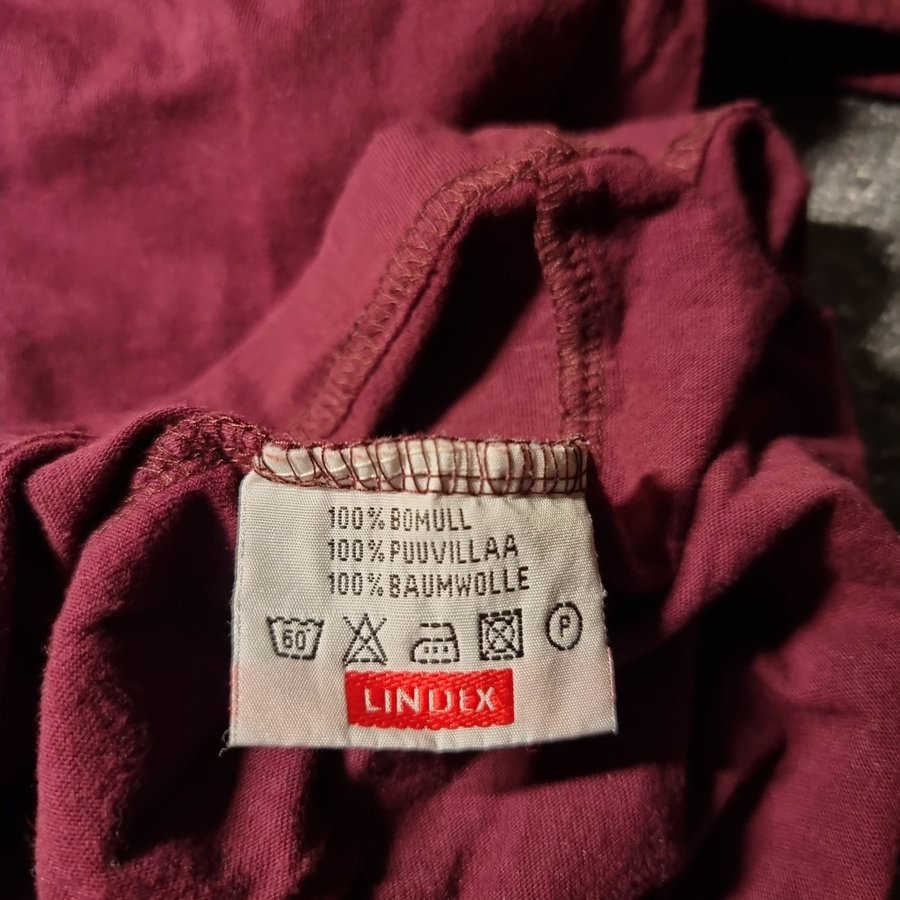 100% BOMULL
100% PUUVILLAA
100% BAUMWOLLE
60°
P
LINDEX